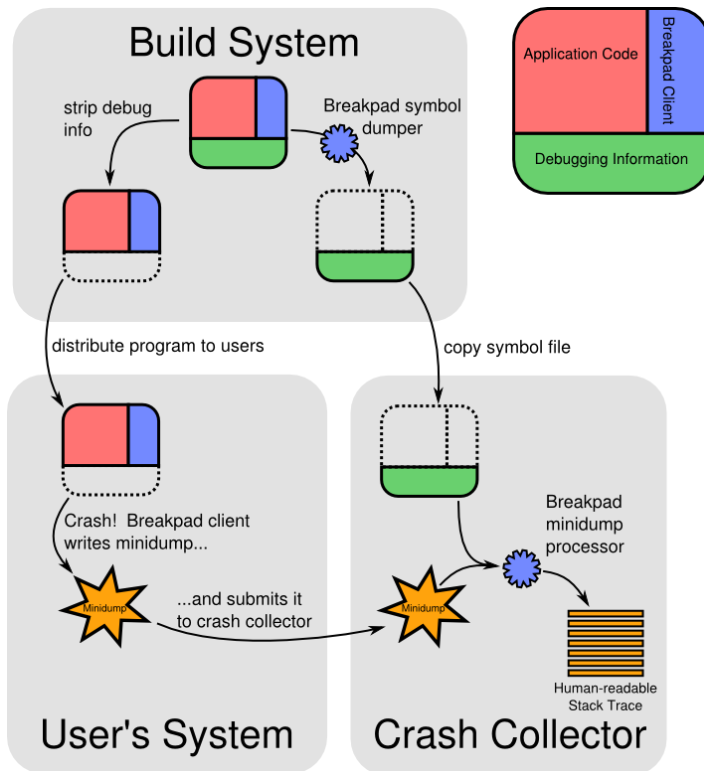 Build System
strip debug
info
Breakpad symbol
dumper
Application Code
Breakpad Client
Debugging Information
distribute program to users
copy symbol file
Crash!  Breakpad client
writes minidump...
Minidump
...and submits it
to crash collector
Minidump
Breakpad
minidump
processor
Human-readable
Stack Trace
User's System
Crash Collector